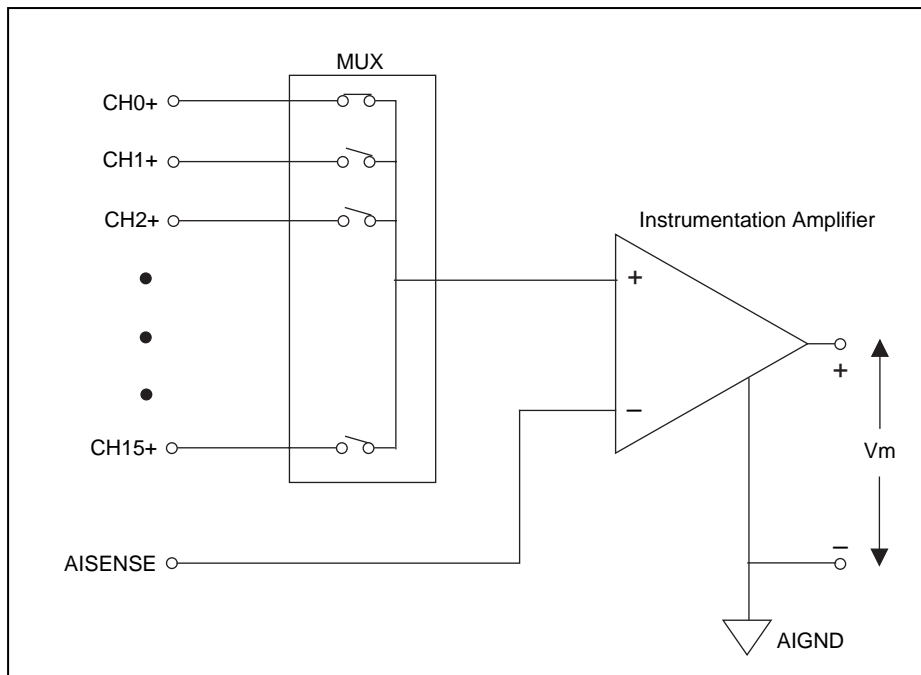 MUX
CH0+
CH1+
CH2+
Instrumentation Amplifier
+
−
+
CH15+
Vm
AISENSE
−
AIGND